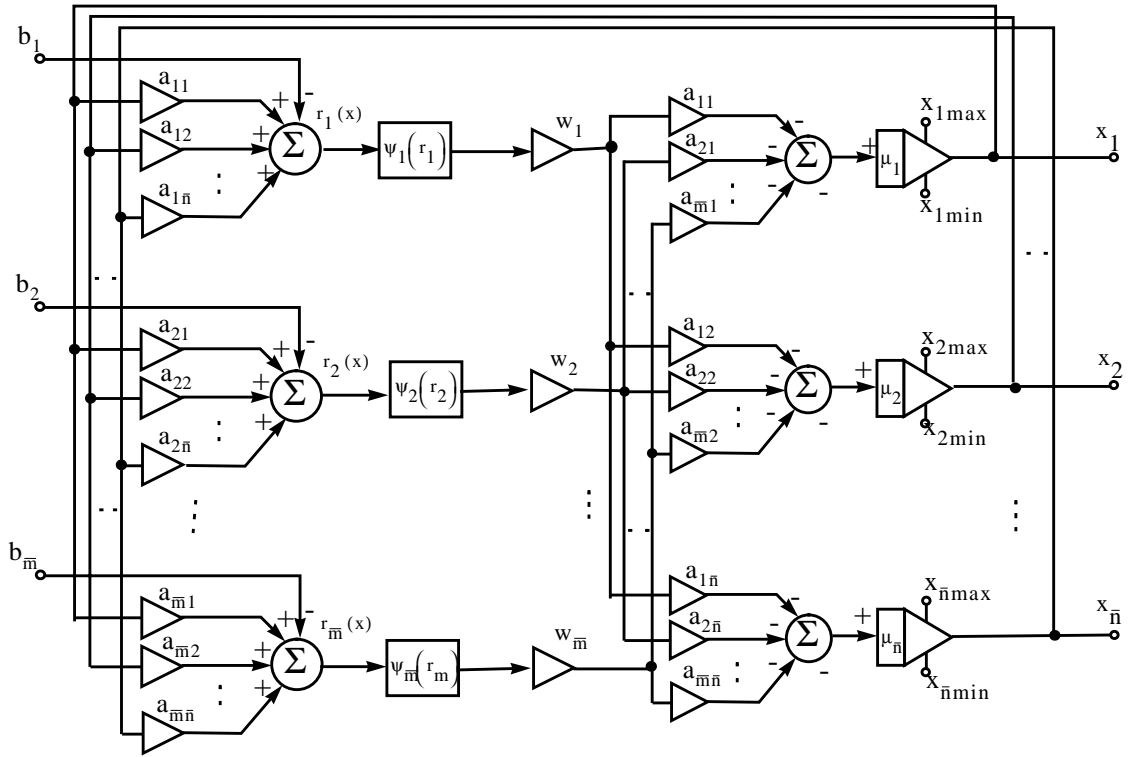 b₁
a₁₁
+
-
r₁(x)
a₁₂
+
Σ
ψ₁(r₁)
w₁
a₁n̄
+
a₁₁
-
a₂₁
-
Σ
+
μ₁
x₁max
x₁
am̄1
-
-
x₁min
b₂
a₂₁
+
-
r₂(x)
a₂₂
+
Σ
ψ₂(r₂)
w₂
a₂n̄
+
a₁₂
-
a₂₂
-
Σ
+
μ₂
x₂max
x₂
am̄2
-
-
x₂min
bm̄
am̄1
+
-
rm̄(x)
am̄2
+
Σ
ψm̄(rm)
wm̄
am̄n̄
+
a₁n̄
-
a₂n̄
-
Σ
+
μn̄
xn̄max
xn̄
am̄n̄
-
-
xn̄min